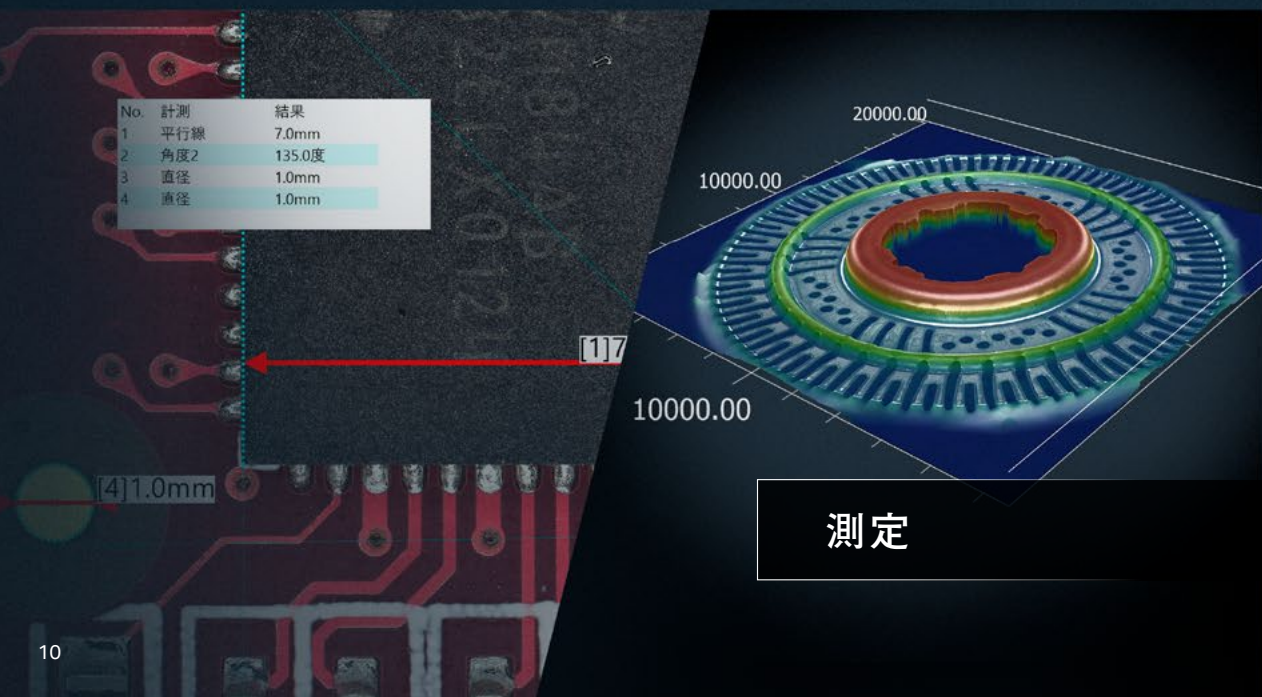 No. 計測 結果
1 平行線 7.0mm
2 角度2 135.0度
3 直径 1.0mm
4 直径 1.0mm
[1]7
[4]1.0mm
20000.00
10000.00
10000.00
測定
10